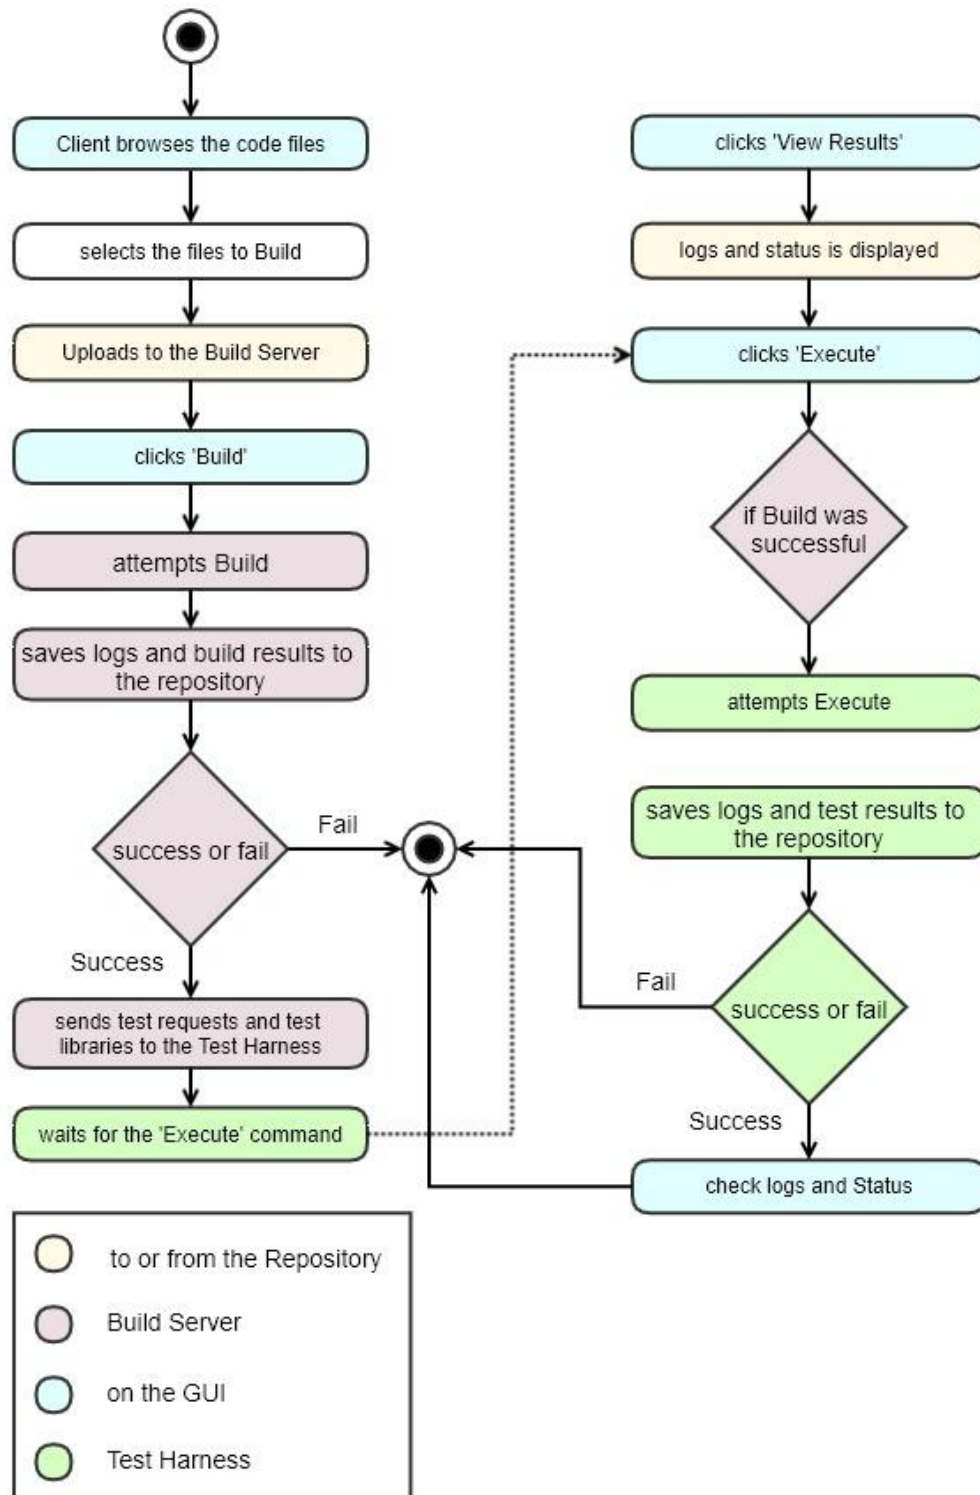 Client browses the code files
selects the files to Build
Uploads to the Build Server
clicks 'Build'
attempts Build
saves logs and build results to
the repository
success or fail
Fail
Success
sends test requests and test
libraries to the Test Harness
waits for the 'Execute' command
clicks 'View Results'
logs and status is displayed
clicks 'Execute'
if Build was
successful
attempts Execute
saves logs and test results to
the repository
success or fail
Fail
Success
check logs and Status
to or from the Repository
Build Server
on the GUI
Test Harness